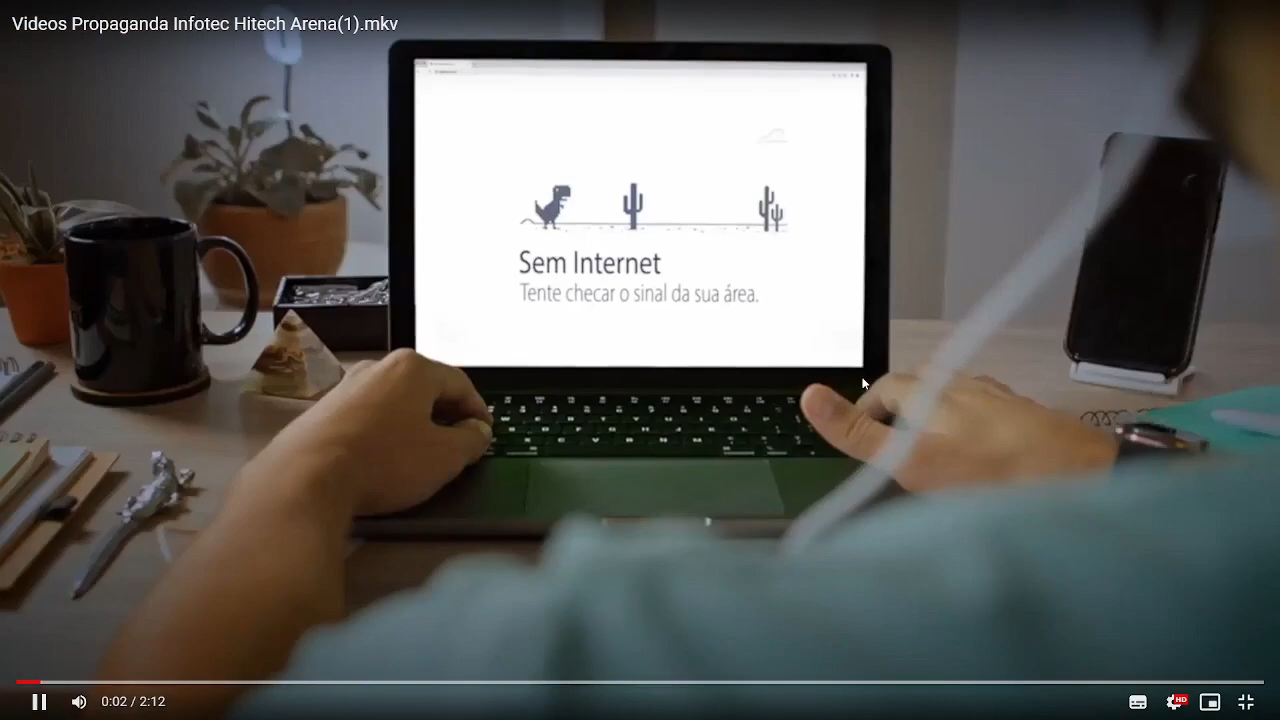 Videos Propaganda Infotec Hitech Arena(1).mkv
Sem Internet
Tente checar o sinal da sua área.
0:02 / 2:12
HD